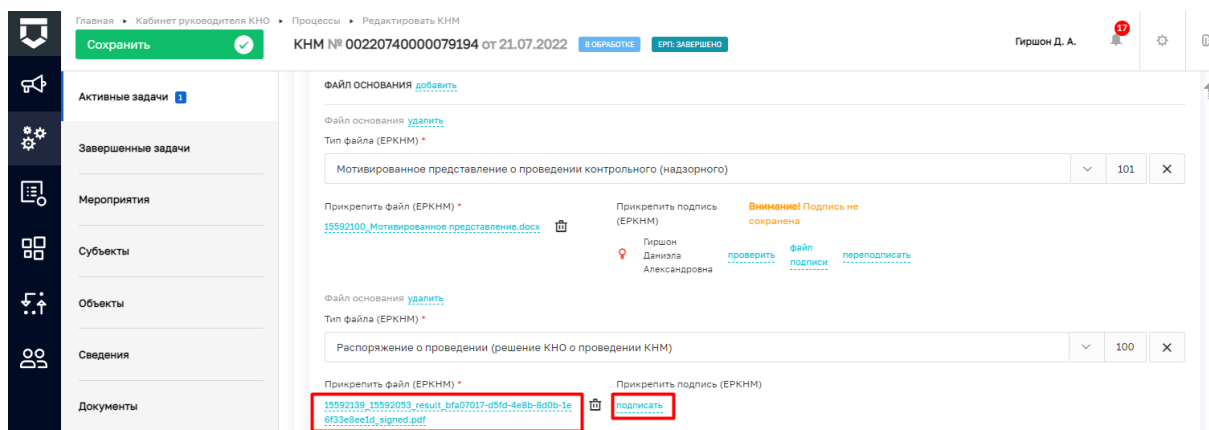 Главная ▸ Кабинет руководителя КНО ▸ Процессы ▸ Редактировать КНМ
Сохранить
КНМ № 00220740000079194 от 21.07.2022 В ОБРАБОТКЕ ЕРП: ЗАВЕРШЕНО
Гиршон Д. А.
17
Активные задачи 1
Завершенные задачи
Мероприятия
Субъекты
Объекты
Сведения
Документы
ФАЙЛ ОСНОВАНИЯ добавить
Файл основания удалить
Тип файла (ЕРКНМ) *
Мотивированное представление о проведении контрольного (надзорного) 101
Прикрепить файл (ЕРКНМ) *
15592100_Мотивированное представление.docx
Прикрепить подпись
(ЕРКНМ)
Внимание! Подпись не
сохранена
Гиршон
Даниэла
Александровна
проверить
файл
подписи
переподписать
Файл основания удалить
Тип файла (ЕРКНМ) *
Распоряжение о проведении (решение КНО о проведении КНМ) 100
Прикрепить файл (ЕРКНМ) *
15592139_15592053_result_bfa07017-d5fd-4e8b-8d0b-1e
6f33e8ee1d_signed.pdf
Прикрепить подпись (ЕРКНМ)
подписать